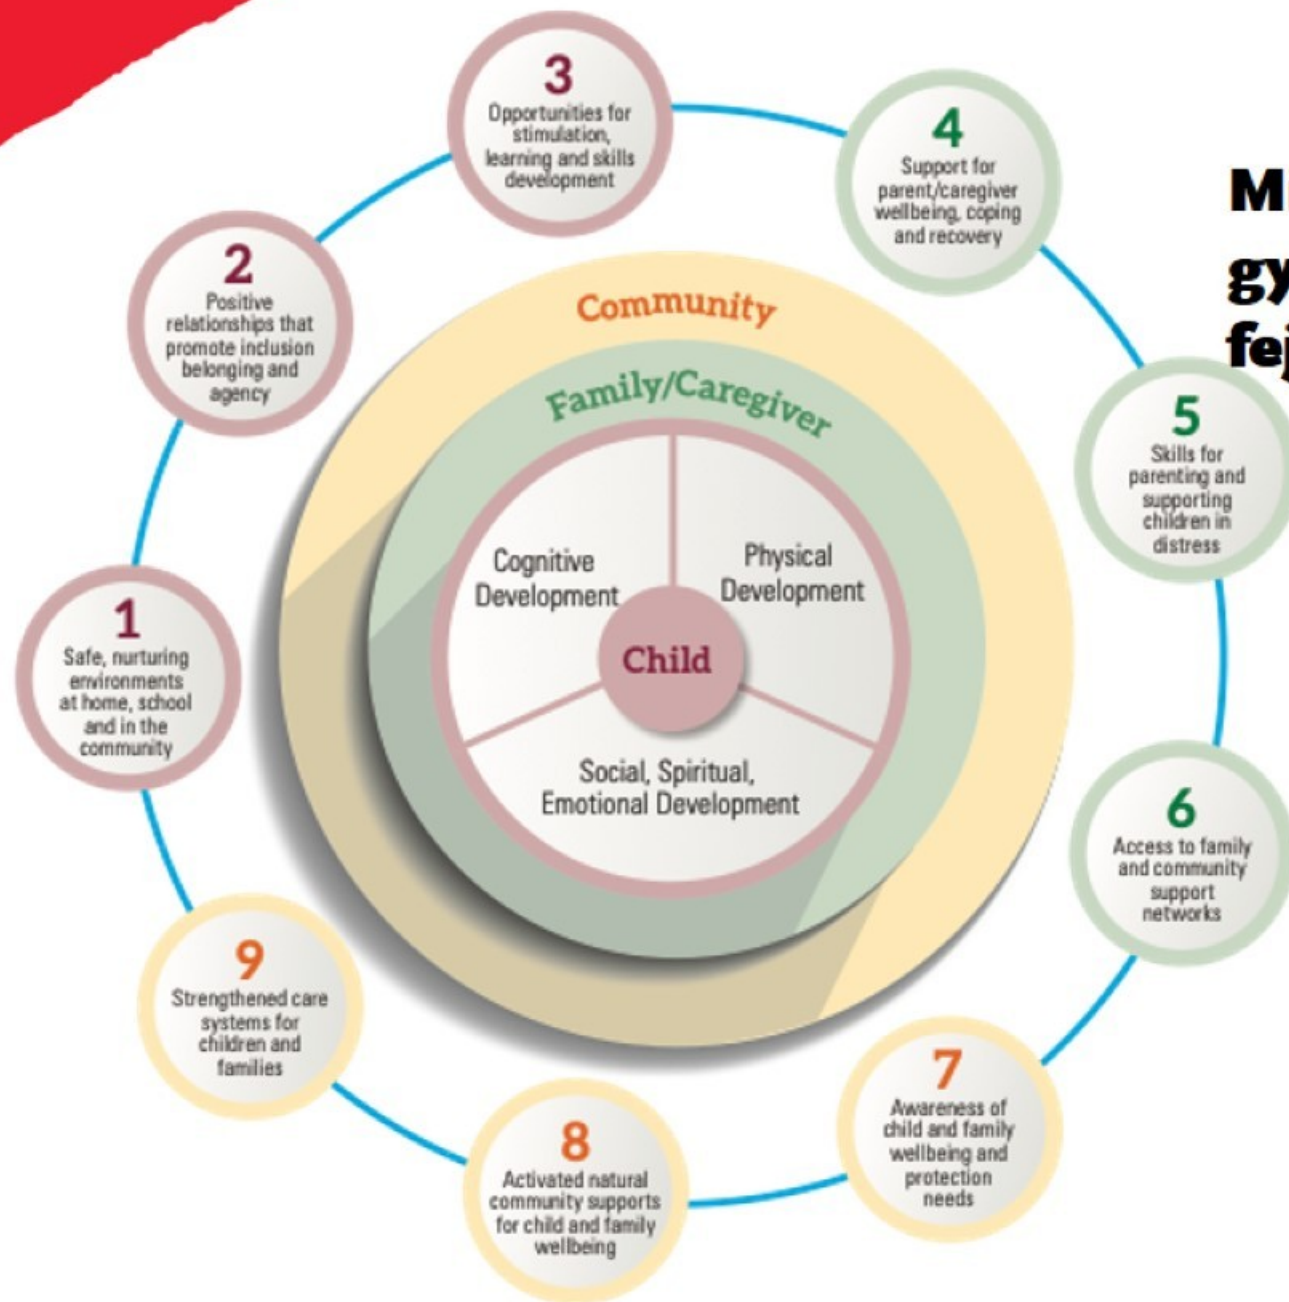 3
Opportunities for
stimulation,
learning and skills
development
4
Support for
parent/caregiver
wellbeing, coping
and recovery
2
Positive
relationships that
promote inclusion
belonging and
agency
5
Skills for
parenting and
supporting
children in
distress
1
Safe, nurturing
environments
at home, school
and in the
community
6
Access to family
and community
support
networks
9
Strengthened care
systems for
children and
families
7
Awareness of
child and family
wellbeing and
protection
needs
8
Activated natural
community supports
for child and family
wellbeing
Community
Family/Caregiver
Cognitive
Development
Physical
Development
Child
Social, Spiritual,
Emotional Development